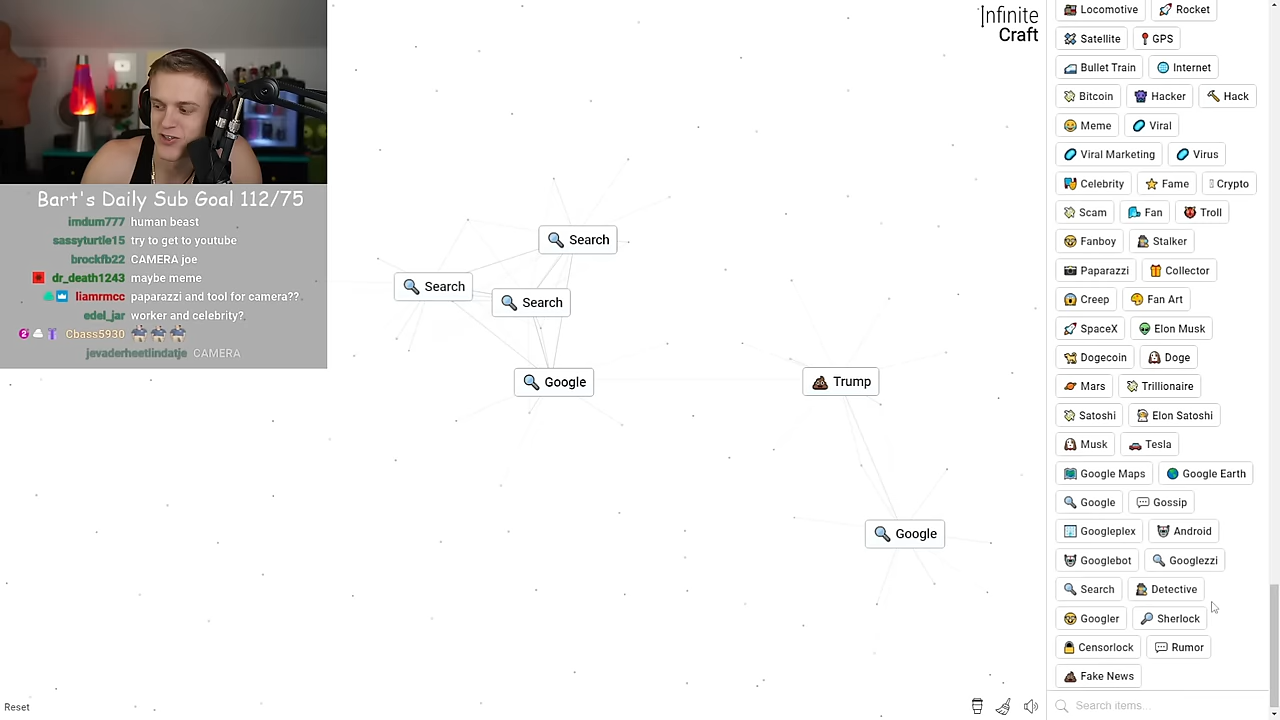 Infinite
Craft
Bart's Daily Sub Goal 112/75
imdum777 human beast
sassyturtle15 try to get to youtube
brockfb22 CAMERA joe
dr_death1243 maybe meme
liamrmcc paparazzi and tool for camera??
edel_jar worker and celebrity?
Cbass5930
jevaderheetlindatje CAMERA
Search
Search
Search
Google
Trump
Google
Reset
Locomotive Rocket
Satellite GPS
Bullet Train Internet
Bitcoin Hacker Hack
Meme Viral
Viral Marketing Virus
Celebrity Fame Crypto
Scam Fan Troll
Fanboy Stalker
Paparazzi Collector
Creep Fan Art
SpaceX Elon Musk
Dogecoin Doge
Mars Trillionaire
Satoshi Elon Satoshi
Musk Tesla
Google Maps Google Earth
Google Gossip
Googleplex Android
Googlebot Googlezzi
Search Detective
Googler Sherlock
Censorlock Rumor
Fake News
Search items...